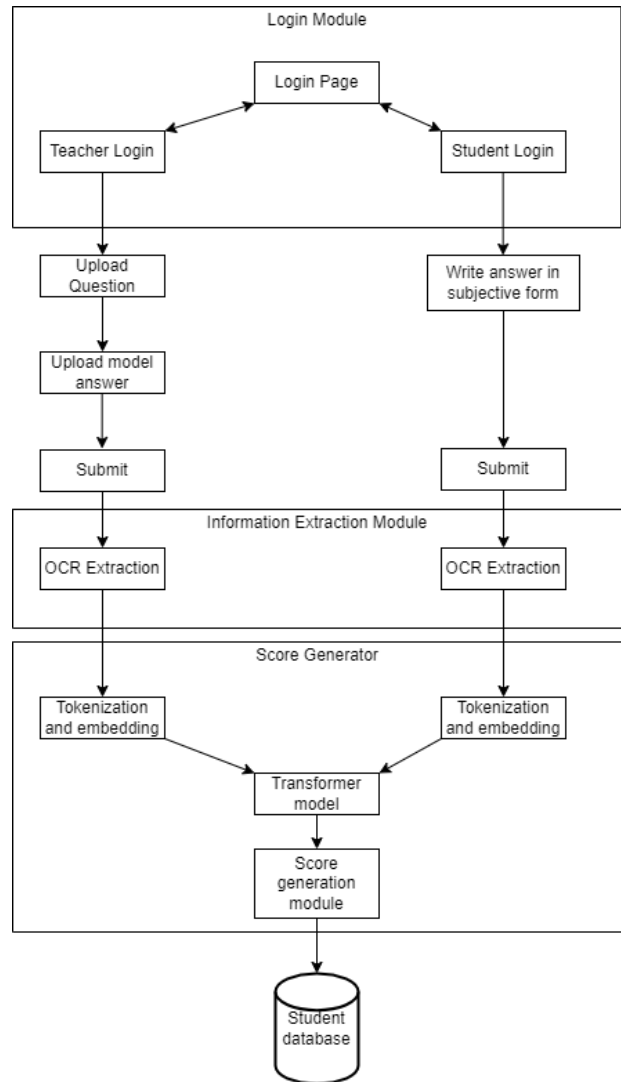 Login Module
Login Page
Teacher Login
Student Login
Upload
Question
Write answer in
subjective form
Upload model
answer
Submit
Submit
Information Extraction Module
OCR Extraction
OCR Extraction
Score Generator
Tokenization
and embedding
Tokenization
and embedding
Transformer
model
Score
generation
module
Student
database